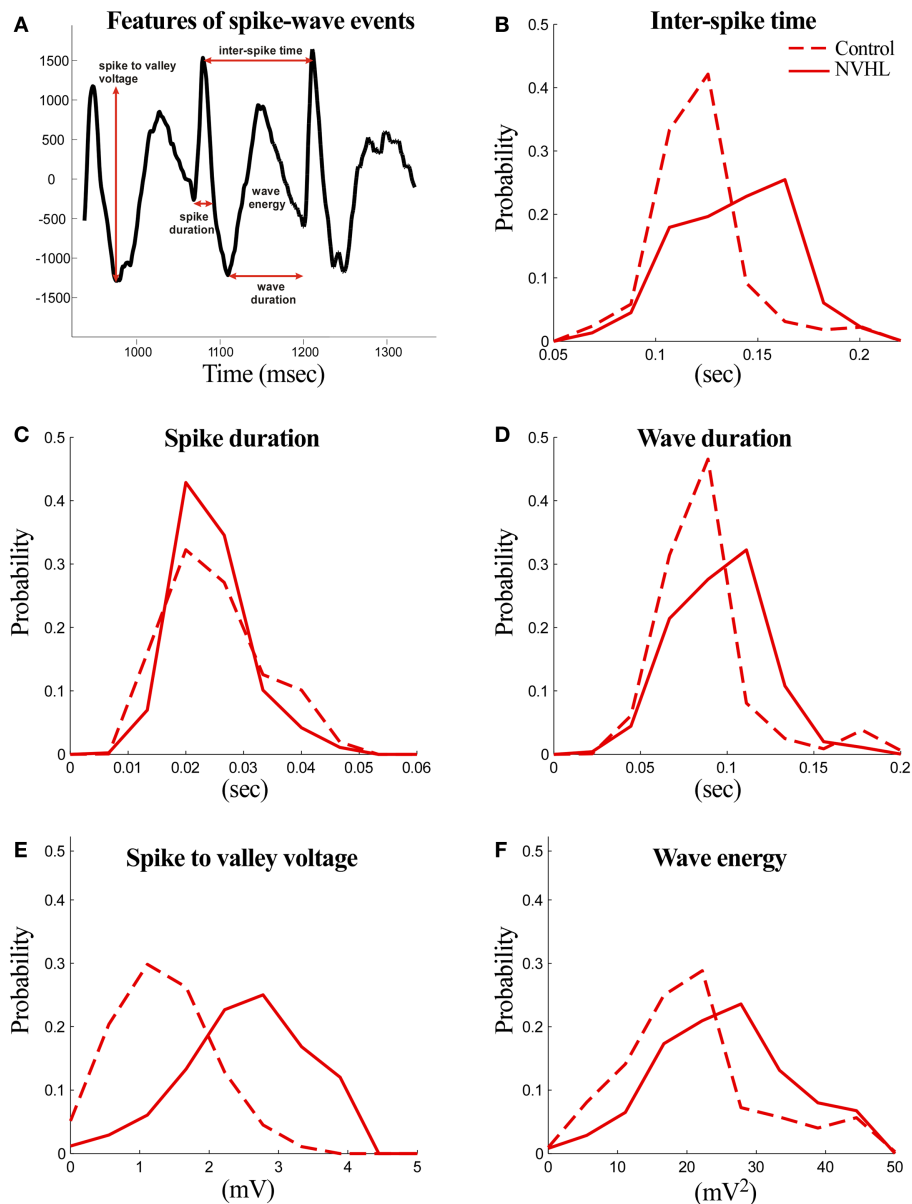 A
Features of spike-wave events
spike to valley
voltage
inter-spike time
wave
energy
spike
duration
wave
duration
1500
1000
500
0
-500
-1000
-1500
1000
1100
1200
1300
Time (msec)
B
Inter-spike time
Control
NVHL
Probability
0.5
0.4
0.3
0.2
0.1
0
0.05
0.1
0.15
0.2
(sec)
C
Spike duration
Probability
0.5
0.4
0.3
0.2
0.1
0
0
0.01
0.02
0.03
0.04
0.05
0.06
(sec)
D
Wave duration
Probability
0.5
0.4
0.3
0.2
0.1
0
0
0.05
0.1
0.15
0.2
(sec)
E
Spike to valley voltage
Probability
0.5
0.4
0.3
0.2
0.1
0
0
1
2
3
4
5
(mV)
F
Wave energy
Probability
0.5
0.4
0.3
0.2
0.1
0
0
10
20
30
40
50
(mV²)